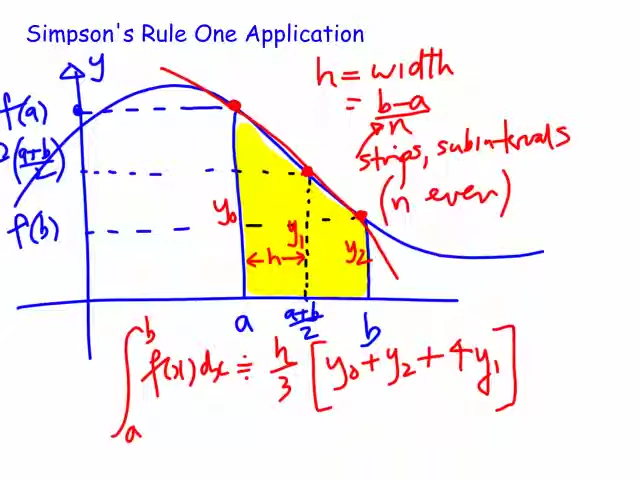 Simpson's Rule One Application
y
h = width
f(a)
= b-a/n
strips, subintervals
(a+b/2)
(n even)
f(b)
y₀
y₁
y₂
h
a
a+b/2
b
∫ₐᵇ f(x) dx ≑ h/3 [y₀ + y₂ + 4y₁]